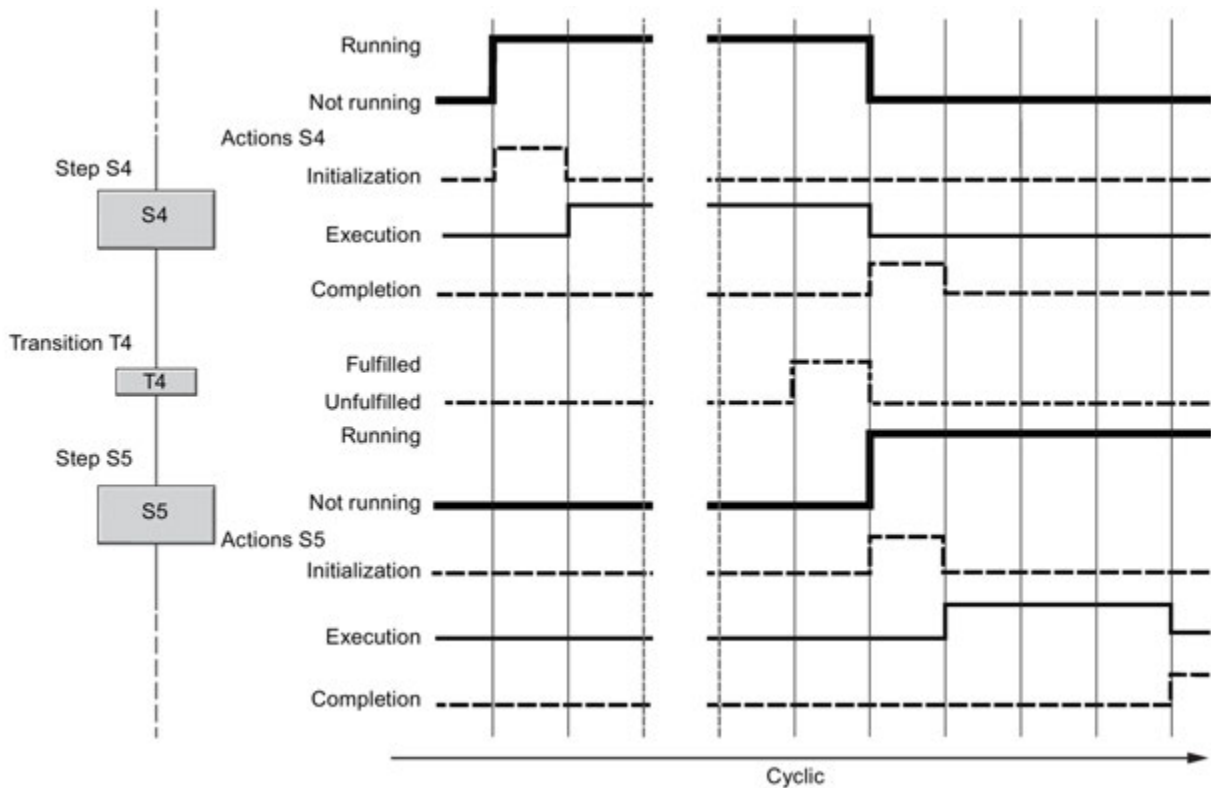 Running
Not running
Actions S4
Step S4
Initialization
S4
Execution
Completion
Transition T4
Fulfilled
T4
Unfulfilled
Running
Step S5
Not running
S5
Actions S5
Initialization
Execution
Completion
Cyclic